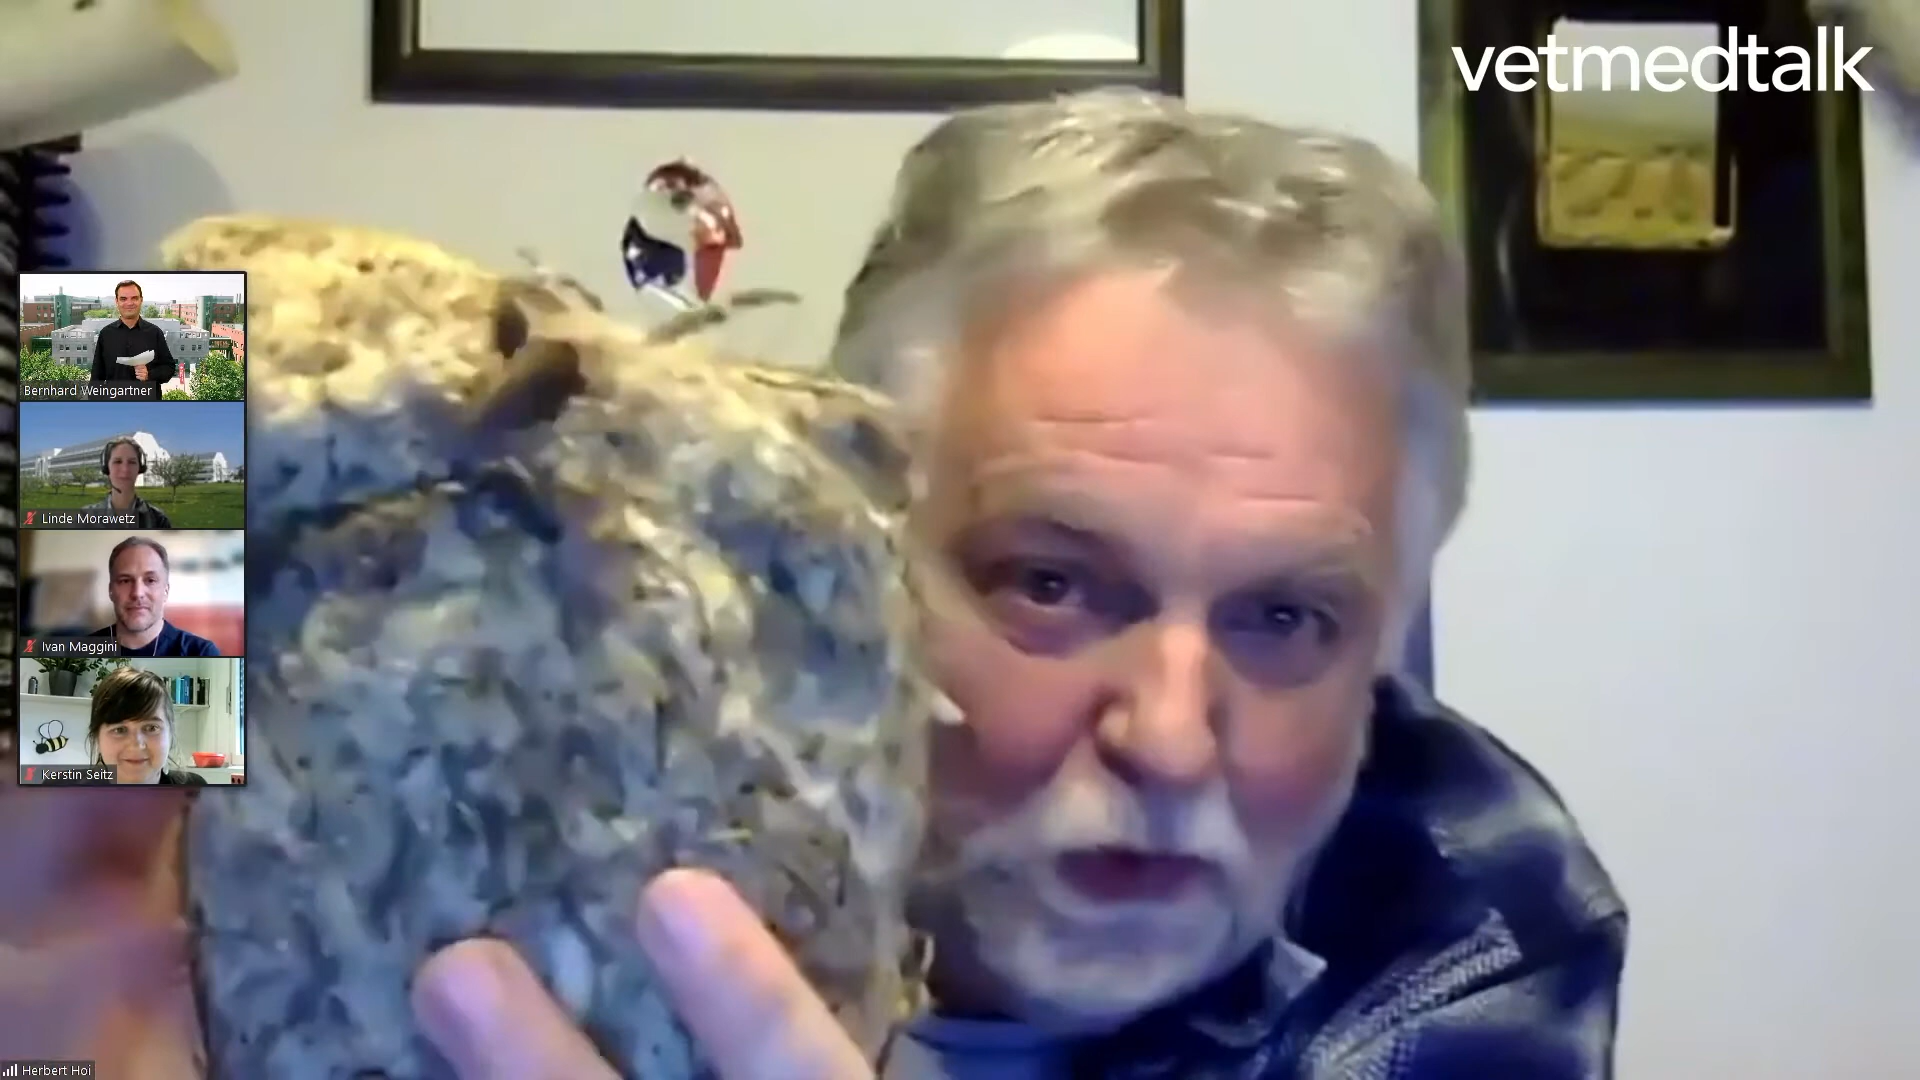 vetmedtalk
Bernhard Weingartner
Linde Morawetz
Ivan Maggini
Kerstin Seitz
Herbert Hoi